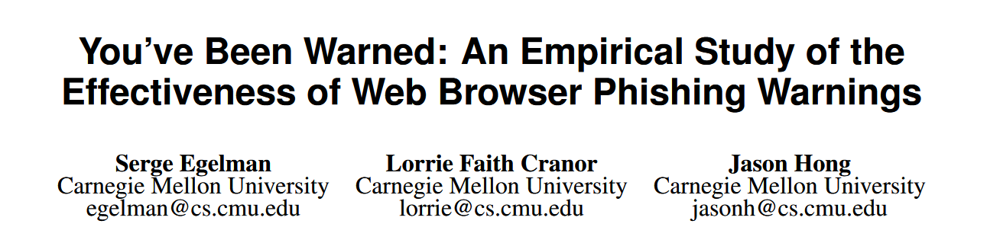 You’ve Been Warned: An Empirical Study of the
Effectiveness of Web Browser Phishing Warnings
Serge Egelman
Carnegie Mellon University
egelman@cs.cmu.edu
Lorrie Faith Cranor
Carnegie Mellon University
lorrie@cs.cmu.edu
Jason Hong
Carnegie Mellon University
jasonh@cs.cmu.edu